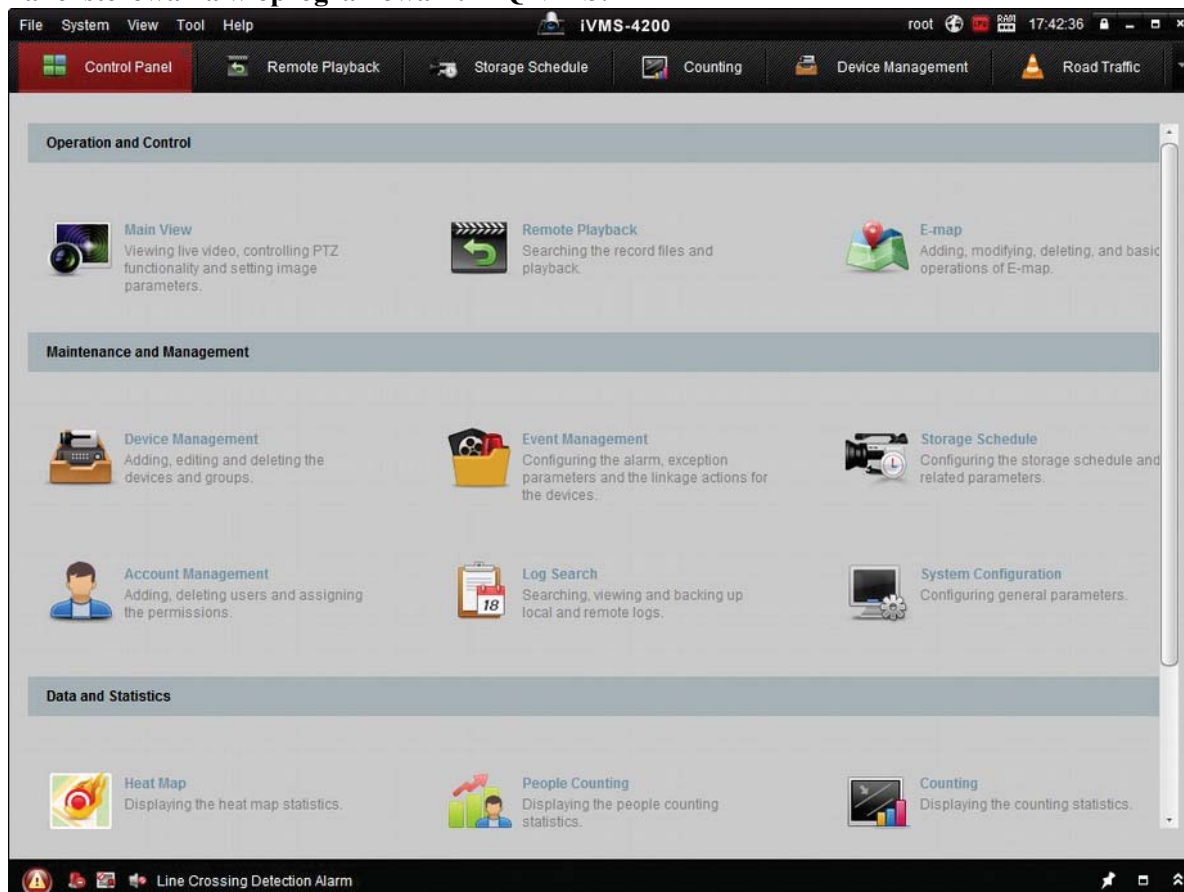 File System View Tool Help iVMS-4200 root CPU RAM 17:42:36
Control Panel Remote Playback Storage Schedule Counting Device Management Road Traffic
Operation and Control
Main View
Viewing live video, controlling PTZ
functionality and setting image
parameters.
Remote Playback
Searching the record files and
playback.
E-map
Adding, modifying, deleting, and basic
operations of E-map.
Maintenance and Management
Device Management
Adding, editing and deleting the
devices and groups.
Event Management
Configuring the alarm, exception
parameters and the linkage actions for
the devices.
Storage Schedule
Configuring the storage schedule and
related parameters.
Account Management
Adding, deleting users and assigning
the permissions.
18
Log Search
Searching, viewing and backing up
local and remote logs.
System Configuration
Configuring general parameters.
Data and Statistics
Heat Map
Displaying the heat map statistics.
People Counting
Displaying the people counting
statistics.
Counting
Displaying the counting statistics.
Line Crossing Detection Alarm